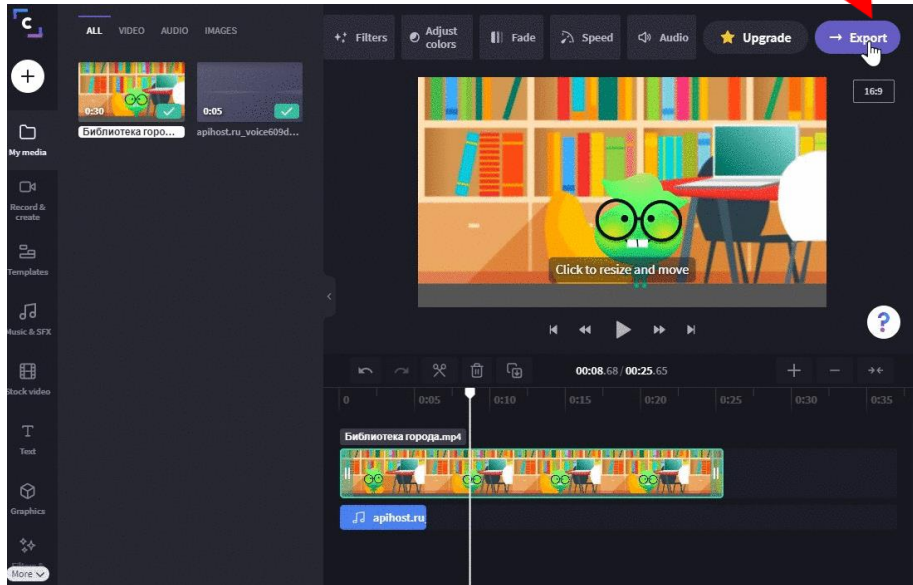 C
ALL VIDEO AUDIO IMAGES
Filters
Adjust colors
Fade
Speed
Audio
Upgrade
Export
16:9
0:30
0:05
Библиотека горо...
apihost.ru_voice609d...
My media
Record & create
Templates
Music & SFX
Stock video
Text
Graphics
More
Click to resize and move
?
00:08.68 / 00:25.65
0 0:05 0:10 0:15 0:20 0:25 0:30 0:35
Библиотека города.mp4
apihost.ru